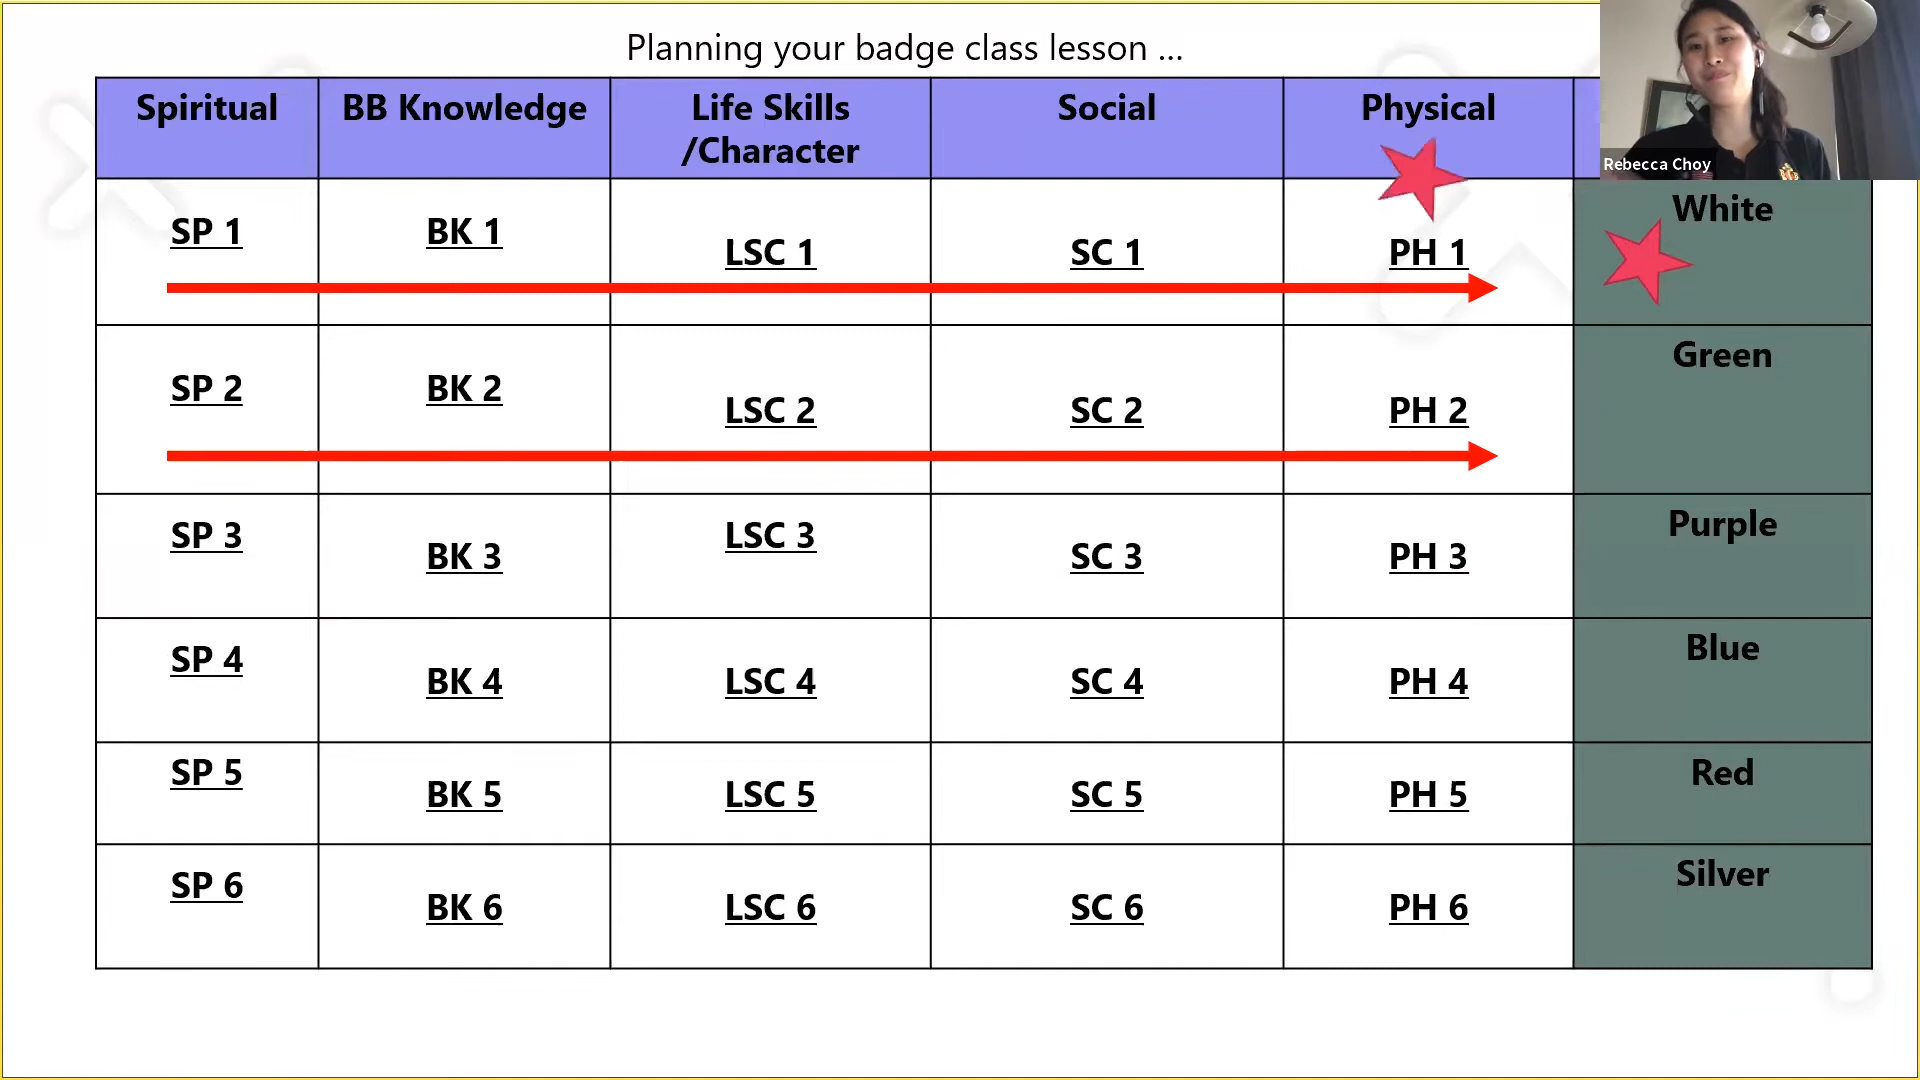 Planning your badge class lesson ...
Spiritual
BB Knowledge
Life Skills
/Character
Social
Physical
Rebecca Choy
SP 1
BK 1
LSC 1
SC 1
PH 1
White
SP 2
BK 2
LSC 2
SC 2
PH 2
Green
SP 3
BK 3
LSC 3
SC 3
PH 3
Purple
SP 4
BK 4
LSC 4
SC 4
PH 4
Blue
SP 5
BK 5
LSC 5
SC 5
PH 5
Red
SP 6
BK 6
LSC 6
SC 6
PH 6
Silver